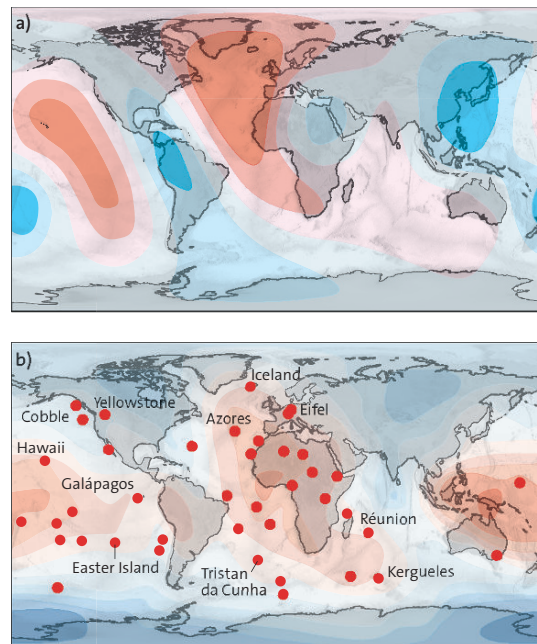 a)
b)
Iceland
Yellowstone
Cobble
Azores
Eifel
Hawaii
Galápagos
Réunion
Easter Island
Tristan
da Cunha
Kergueles